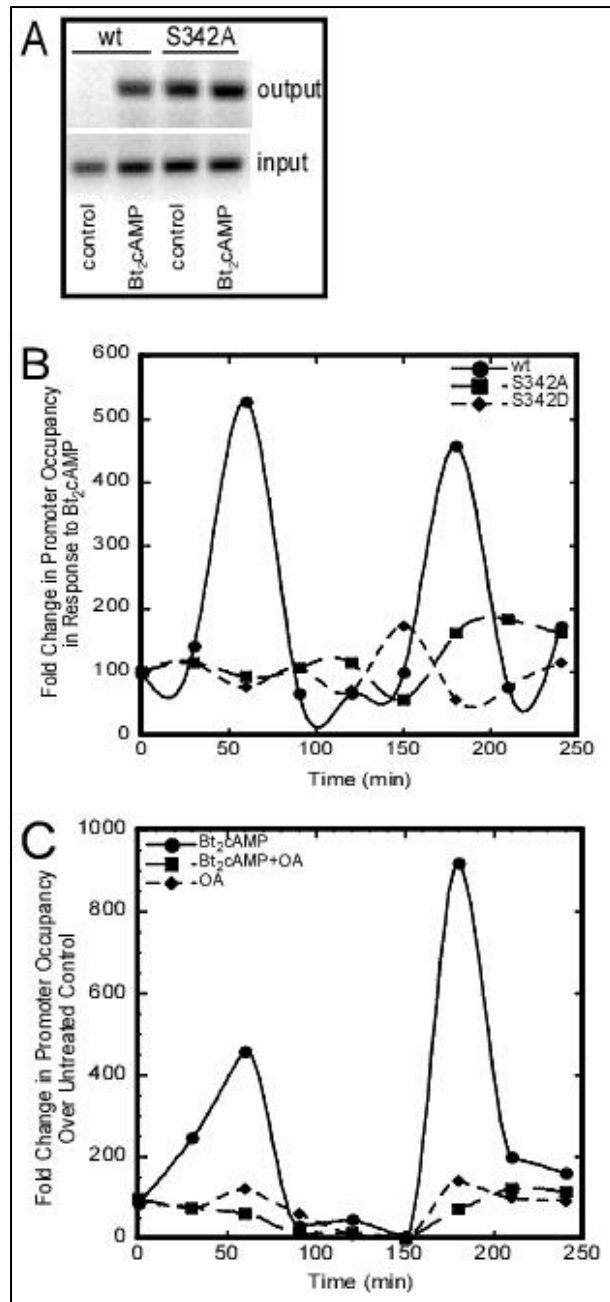 A
wt S342A
output
input
control
Bt₂cAMP
control
Bt₂cAMP
B
Fold Change in Promoter Occupancy
in Response to Bt₂cAMP
600
500
400
300
200
100
0
wt
S342A
S342D
0 50 100 150 200 250
Time (min)
C
Fold Change in Promoter Occupancy
Over Untreated Control
1000
800
600
400
200
0
Bt₂cAMP
Bt₂cAMP+OA
OA
0 50 100 150 200 250
Time (min)